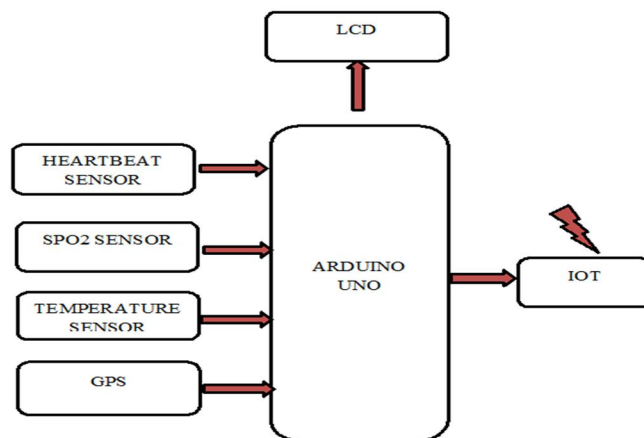 LCD
HEARTBEAT
SENSOR
SPO2 SENSOR
TEMPERATURE
SENSOR
GPS
ARDUINO
UNO
IOT